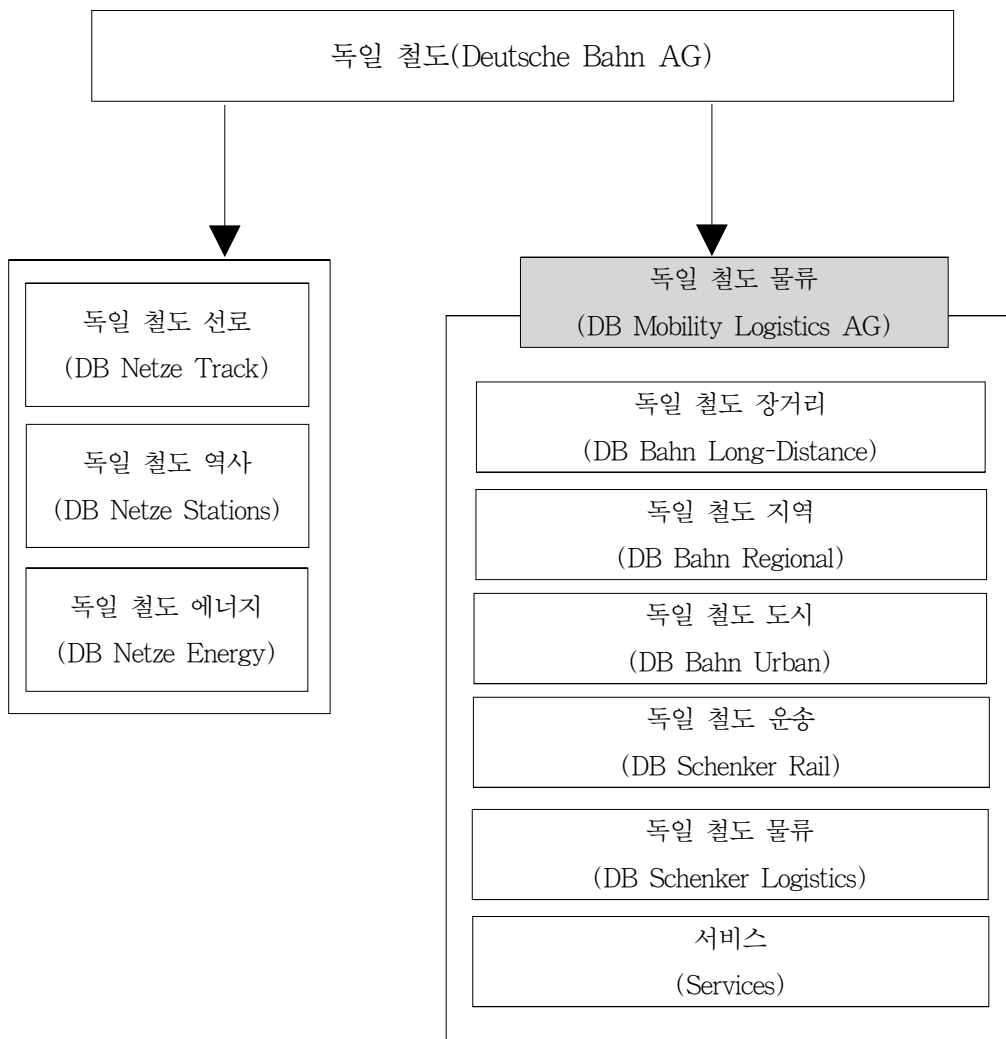 독일 철도(Deutsche Bahn AG)
독일 철도 선로
(DB Netze Track)
독일 철도 역사
(DB Netze Stations)
독일 철도 에너지
(DB Netze Energy)
독일 철도 물류
(DB Mobility Logistics AG)
독일 철도 장거리
(DB Bahn Long-Distance)
독일 철도 지역
(DB Bahn Regional)
독일 철도 도시
(DB Bahn Urban)
독일 철도 운송
(DB Schenker Rail)
독일 철도 물류
(DB Schenker Logistics)
서비스
(Services)